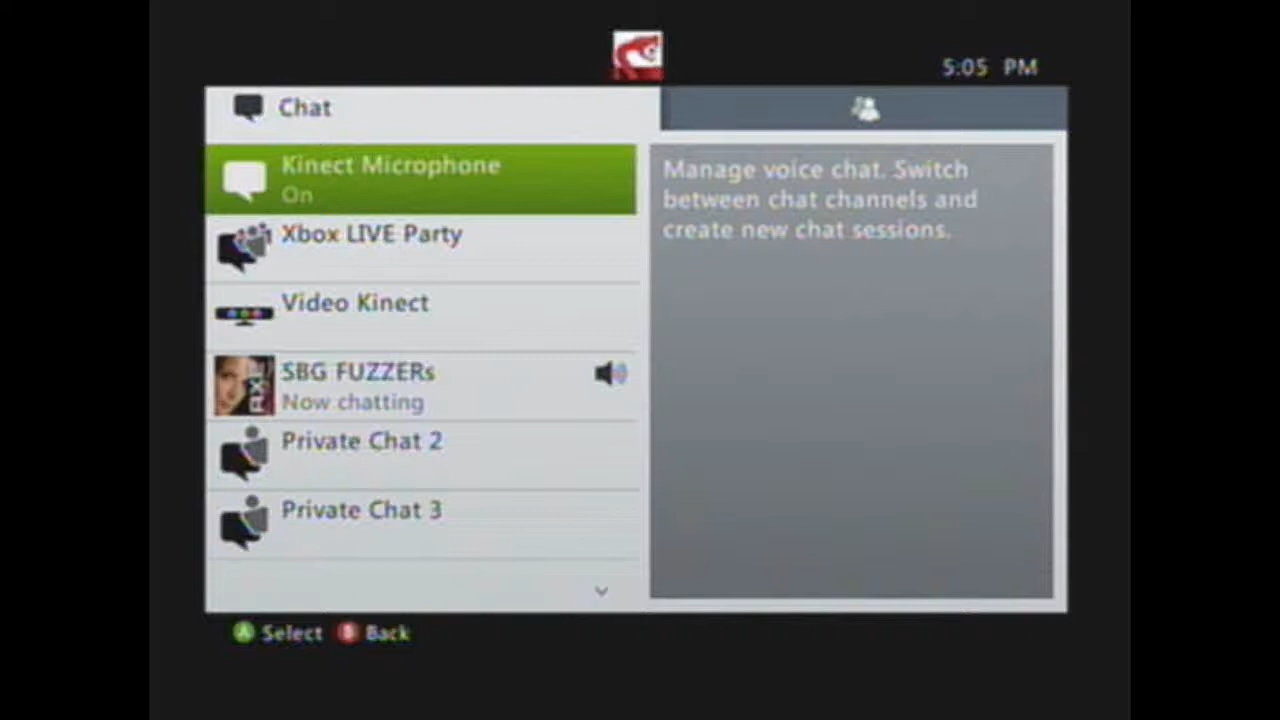 5:05 PM
Chat
Kinect Microphone
On
Xbox LIVE Party
Video Kinect
AXE
SBG FUZZERs
Now chatting
Private Chat 2
Private Chat 3
Manage voice chat. Switch
between chat channels and
create new chat sessions.
A Select B Back